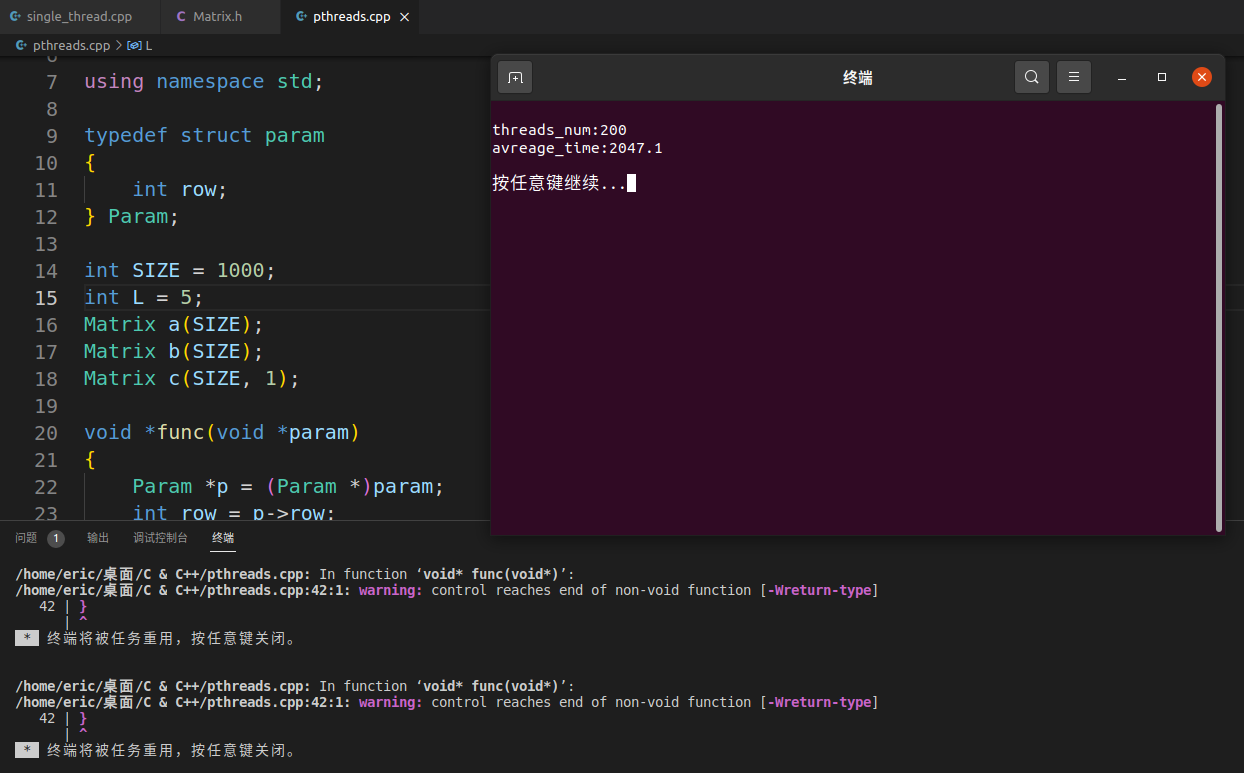 single_thread.cpp
Matrix.h
pthreads.cpp
pthreads.cpp > L
6
7 using namespace std;
8
9 typedef struct param
10 {
11 int row;
12 } Param;
13
14 int SIZE = 1000;
15 int L = 5;
16 Matrix a(SIZE);
17 Matrix b(SIZE);
18 Matrix c(SIZE, 1);
19
20 void *func(void *param)
21 {
22 Param *p = (Param *)param;
23 int row = p->row;
终端
threads_num:200
avreage_time:2047.1
按任意键继续...
问题 1 输出 调试控制台 终端
/home/eric/桌面/C & C++/pthreads.cpp: In function ‘void* func(void*)’:
/home/eric/桌面/C & C++/pthreads.cpp:42:1: warning: control reaches end of non-void function [-Wreturn-type]
42 | }
| ^
* 终端将被任务重用，按任意键关闭。
/home/eric/桌面/C & C++/pthreads.cpp: In function ‘void* func(void*)’:
/home/eric/桌面/C & C++/pthreads.cpp:42:1: warning: control reaches end of non-void function [-Wreturn-type]
42 | }
| ^
* 终端将被任务重用，按任意键关闭。